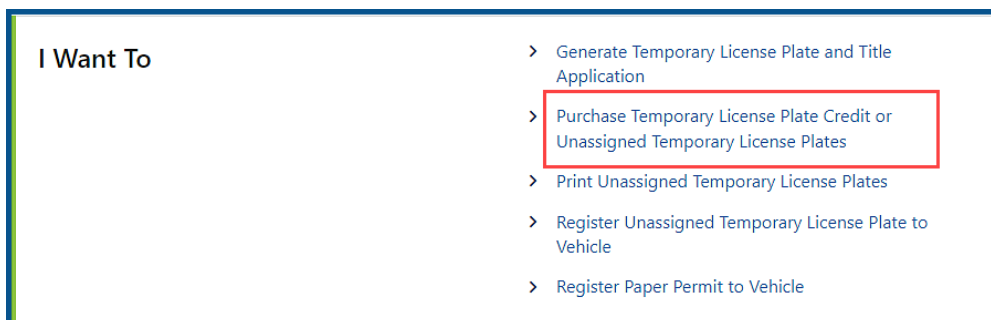 I Want To
Generate Temporary License Plate and Title
Application
Purchase Temporary License Plate Credit or
Unassigned Temporary License Plates
Print Unassigned Temporary License Plates
Register Unassigned Temporary License Plate to
Vehicle
Register Paper Permit to Vehicle